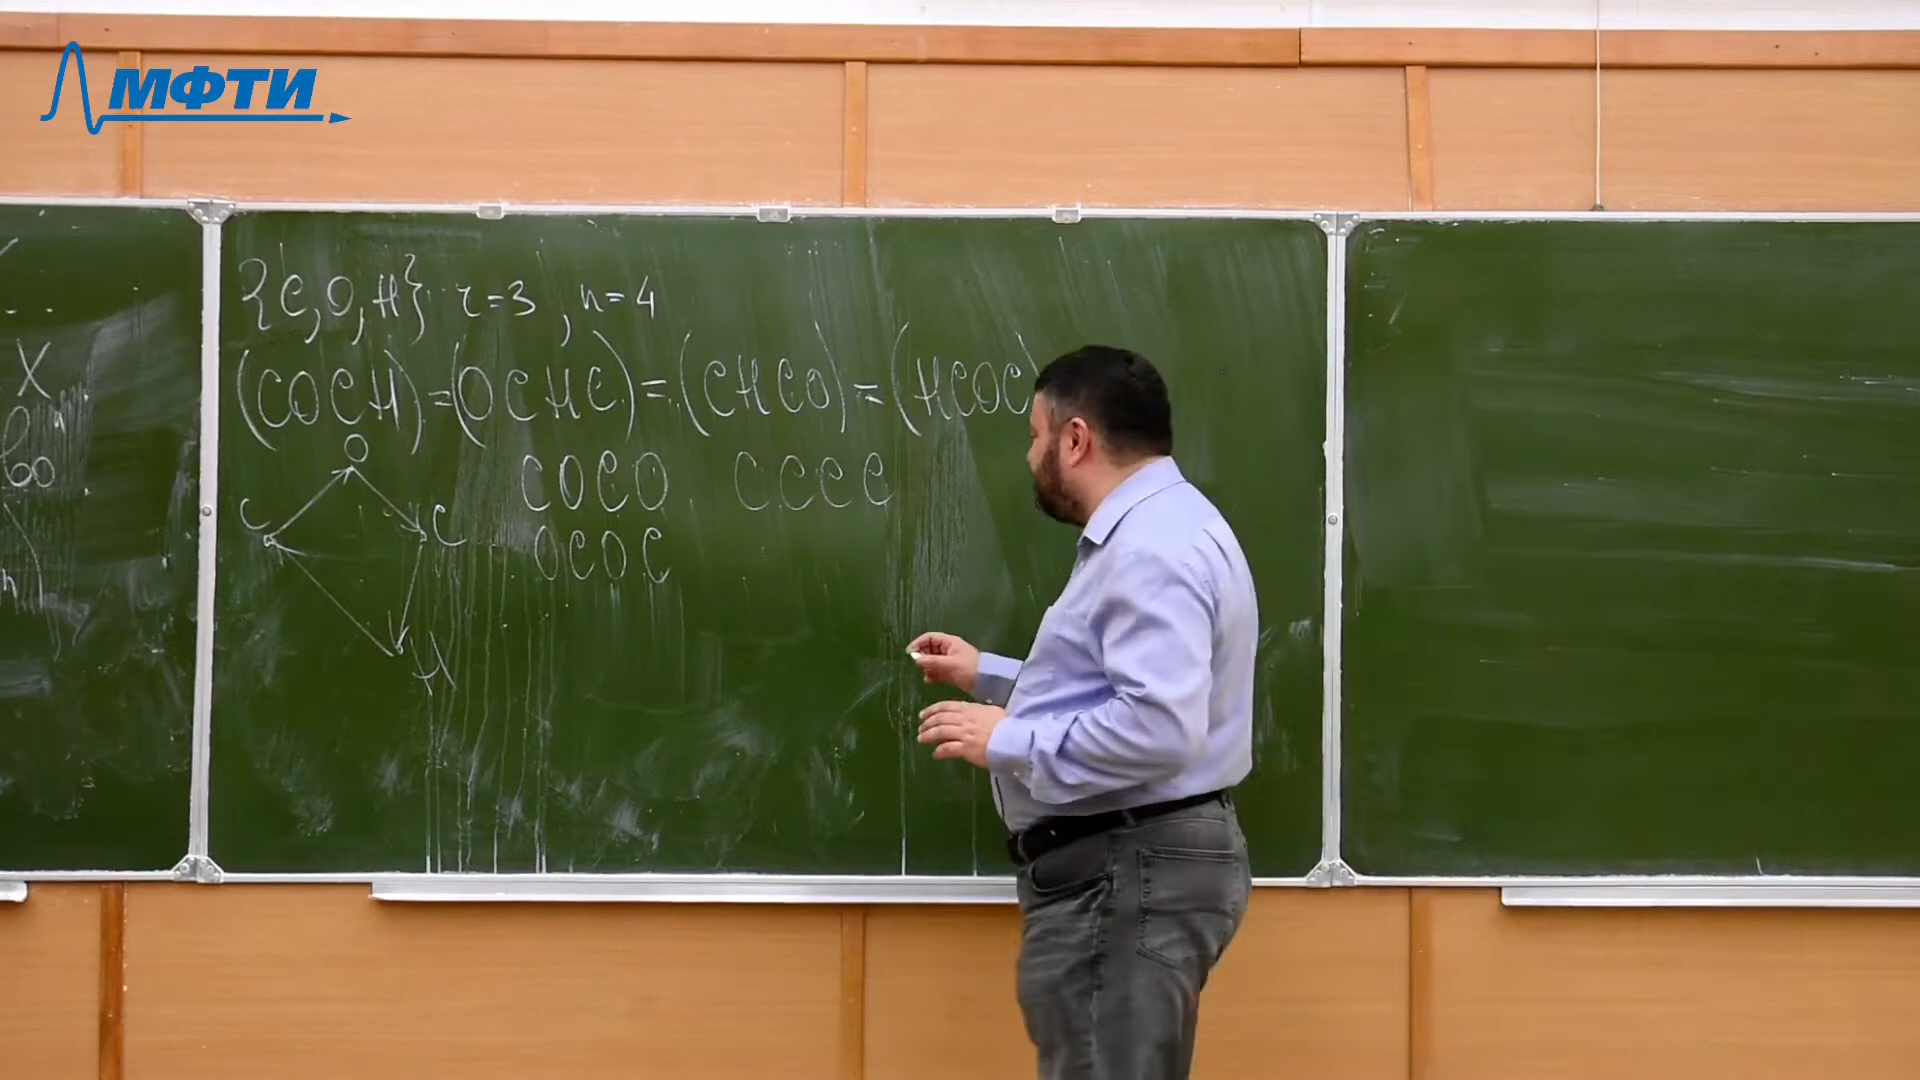 МФТИ
{C, O, H} r=3, n=4
(COCH) = (OCHC) = (CHCO) = (HCOC)
COCO CCCC
OCOC
O
C C
H
X